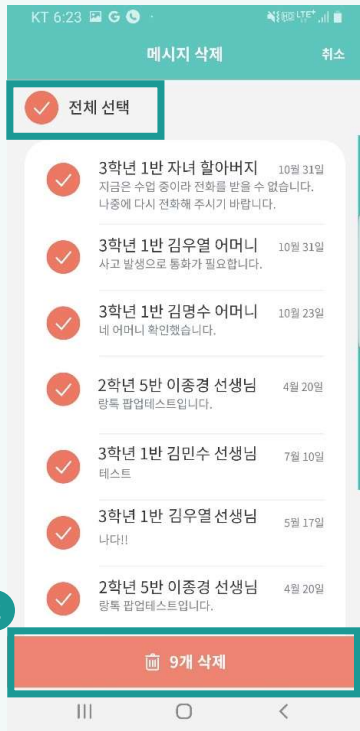 KT 6:23 G
LTE+
메시지 삭제 취소
전체 선택
3학년 1반 자녀 할아버지 10월 31일
지금은 수업 중이라 전화를 받을 수 없습니다.
나중에 다시 전화해 주시기 바랍니다.
3학년 1반 김우열 어머니 10월 31일
사고 발생으로 통화가 필요합니다.
3학년 1반 김명수 어머니 10월 23일
네 어머니 확인했습니다.
2학년 5반 이종경 선생님 4월 20일
랑톡 팝업테스트입니다.
3학년 1반 김민수 선생님 7월 10일
테스트
3학년 1반 김우열선생님 5월 17일
나다!!
2학년 5반 이종경 선생님 4월 20일
랑톡 팝업테스트입니다.
9개 삭제